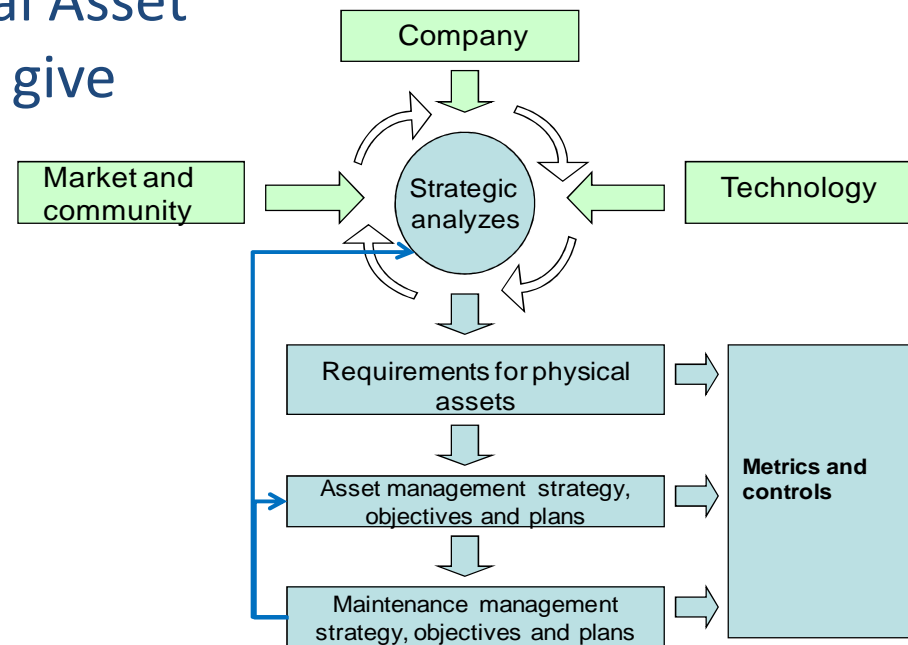 al Asset
give
Company
Market and
community
Technology
Strategic
analyzes
Requirements for physical
assets
Asset management strategy,
objectives and plans
Maintenance management
strategy, objectives and plans
Metrics and
controls